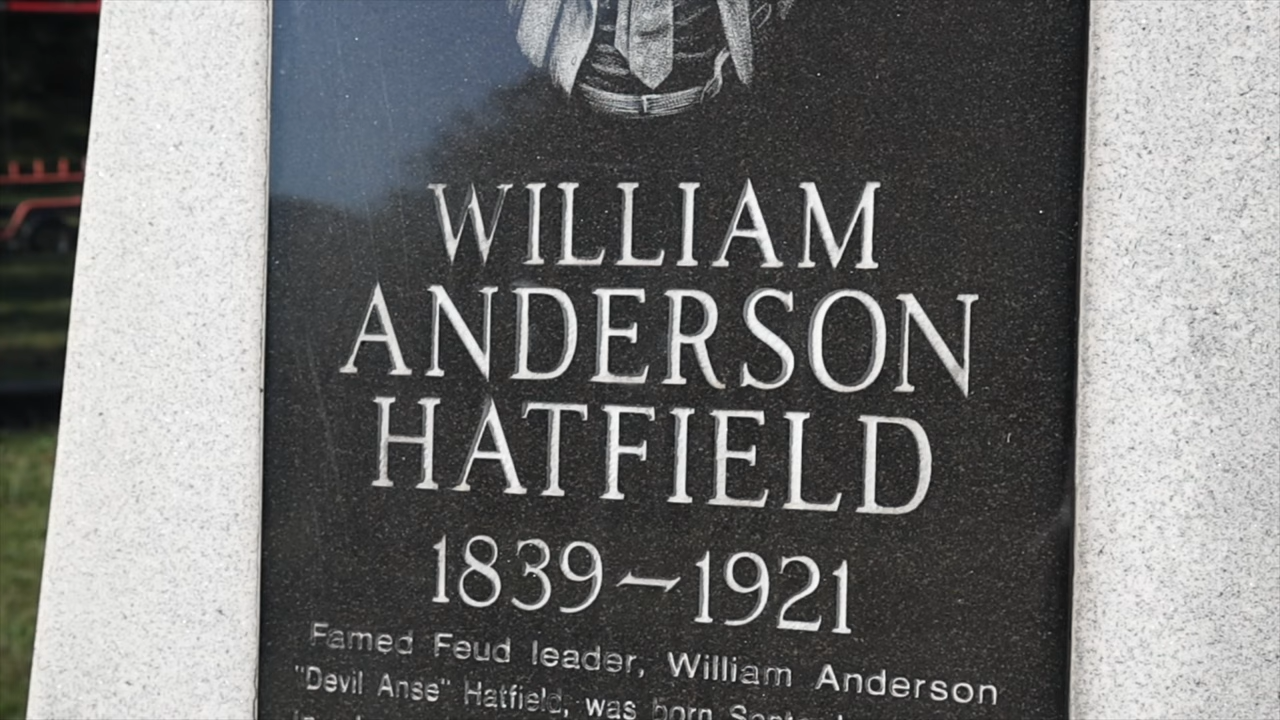 WILLIAM
ANDERSON
HATFIELD
1839-1921
Famed Feud leader, William Anderson
"Devil Anse" Hatfield, was born